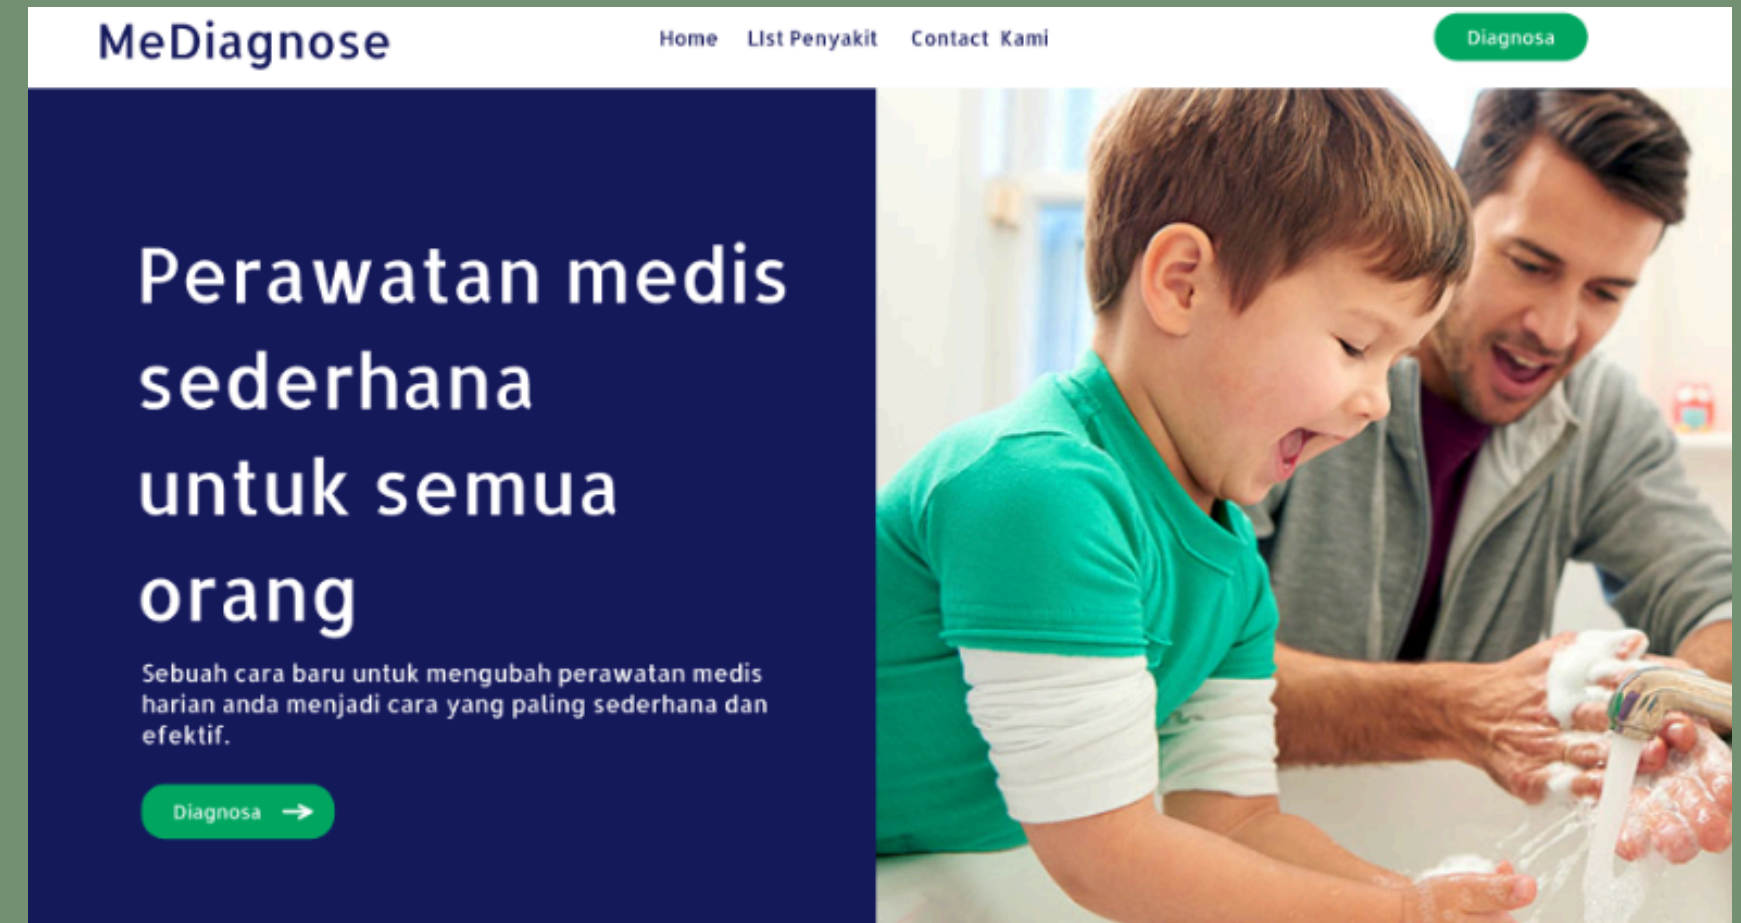 MeDiagnose
Home
LIst Penyakit
Contact Kami
Diagnosa
Perawatan medis
sederhana
untuk semua
orang
Sebuah cara baru untuk mengubah perawatan medis
harian anda menjadi cara yang paling sederhana dan
efektif.
Diagnosa